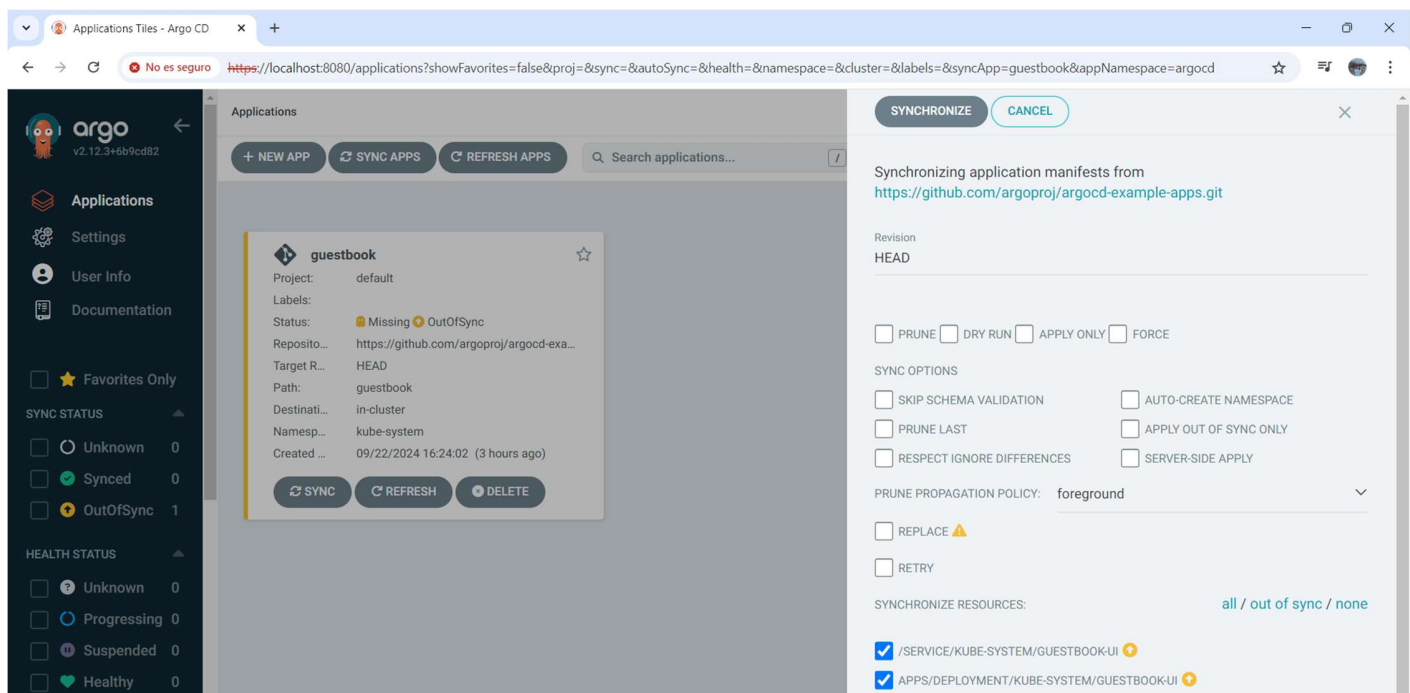 Applications Tiles - Argo CD
No es seguro https://localhost:8080/applications?showFavorites=false&proj=&sync=&autoSync=&health=&namespace=&cluster=&labels=&syncApp=guestbook&appNamespace=argocd
argo
v2.12.3+6b9cd82
Applications
Settings
User Info
Documentation
Favorites Only
SYNC STATUS
Unknown 0
Synced 0
OutOfSync 1
HEALTH STATUS
Unknown 0
Progressing 0
Suspended 0
Healthy 0
Applications
+ NEW APP SYNC APPS REFRESH APPS Search applications... /
guestbook
Project: default
Labels:
Status: Missing OutOfSync
Reposito... https://github.com/argoproj/argocd-exa...
Target R... HEAD
Path: guestbook
Destinati... in-cluster
Namesp... kube-system
Created ... 09/22/2024 16:24:02 (3 hours ago)
SYNC REFRESH DELETE
SYNCHRONIZE CANCEL
Synchronizing application manifests from
https://github.com/argoproj/argocd-example-apps.git
Revision
HEAD
PRUNE DRY RUN APPLY ONLY FORCE
SYNC OPTIONS
SKIP SCHEMA VALIDATION AUTO-CREATE NAMESPACE
PRUNE LAST APPLY OUT OF SYNC ONLY
RESPECT IGNORE DIFFERENCES SERVER-SIDE APPLY
PRUNE PROPAGATION POLICY: foreground
REPLACE
RETRY
SYNCHRONIZE RESOURCES: all / out of sync / none
/SERVICE/KUBE-SYSTEM/GUESTBOOK-UI
APPS/DEPLOYMENT/KUBE-SYSTEM/GUESTBOOK-UI